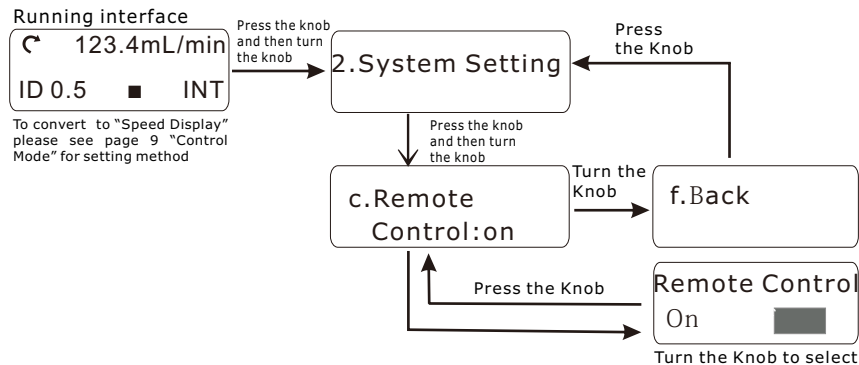 Running interface
123.4mL/min
ID 0.5 ■ INT
To convert to “Speed Display”
please see page 9 “Control
Mode” for setting method
Press the knob
and then turn
the knob
2.System Setting
Press
the Knob
Press the knob
and then turn
the knob
c.Remote
Control:on
Turn the
Knob
f.Back
Press the Knob
Remote Control
On
Turn the Knob to select